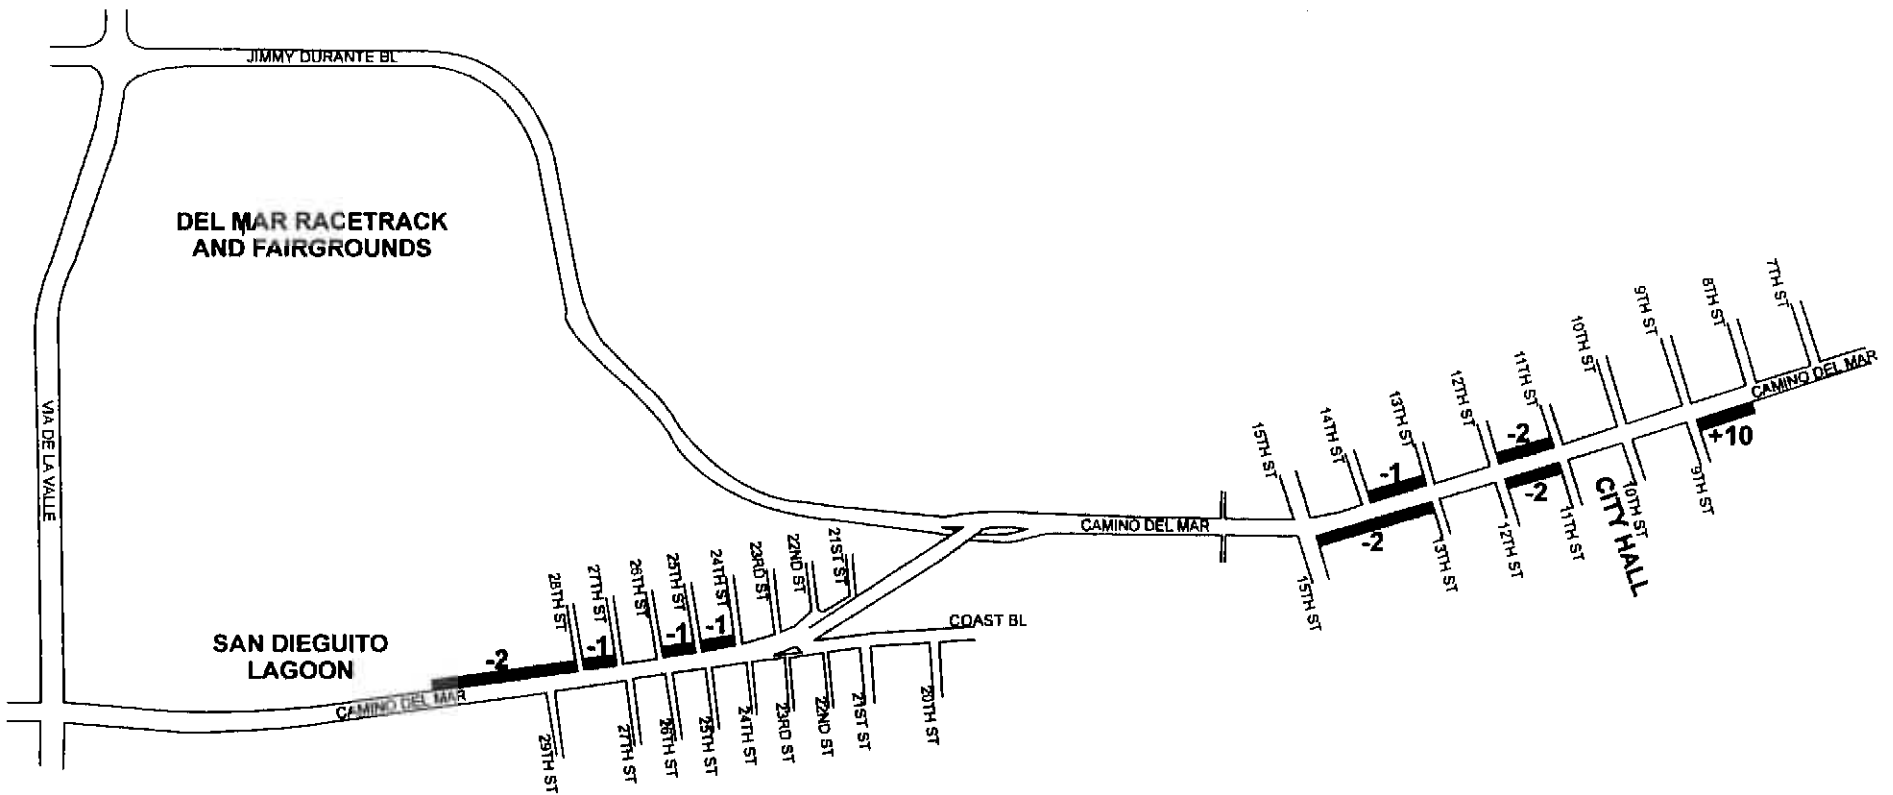 JIMMY DURANTE BL
DEL MAR RACETRACK
AND FAIRGROUNDS
VIA DE LA VALLE
SAN DIEGUITO
LAGOON
CAMINO DEL MAR
-2
28TH ST
-1
27TH ST
26TH ST
-1
25TH ST
-1
24TH ST
23RD ST
22ND ST
21ST ST
COAST BL
29TH ST
27TH ST
26TH ST
25TH ST
24TH ST
23RD ST
22ND ST
21ST ST
20TH ST
CAMINO DEL MAR
15TH ST
14TH ST
-1
13TH ST
12TH ST
-2
11TH ST
10TH ST
9TH ST
8TH ST
7TH ST
CAMINO DEL MAR
15TH ST
-2
13TH ST
12TH ST
-2
11TH ST
CITY HALL
10TH ST
9TH ST
+10